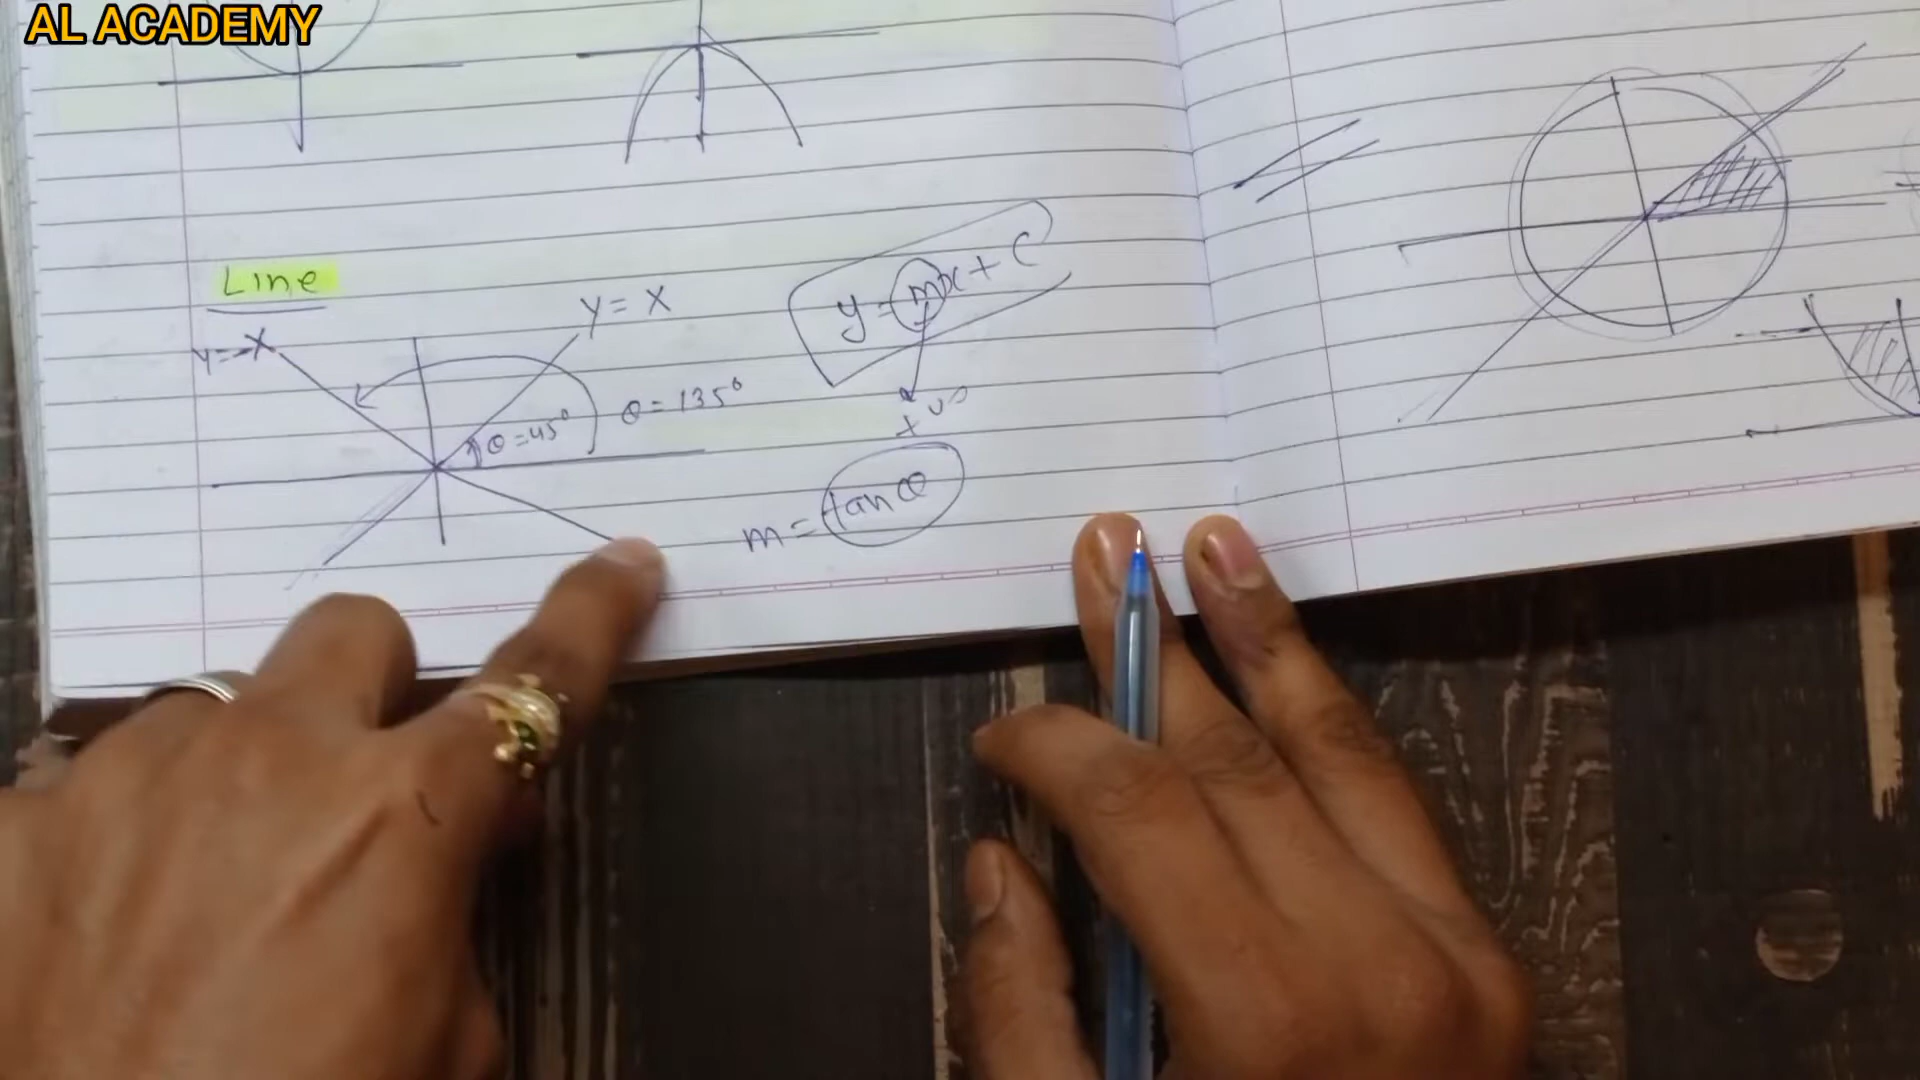 AL ACADEMY
Line
y = mx + c
Y = X
Y = -X
+ ve
θ = 135°
θ = 45°
m = tanθ